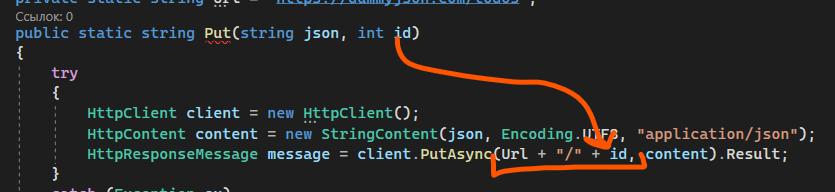 private static string Url = "https://dummyjson.com/todos";
Ссылок: 0
public static string Put(string json, int id)
{
try
{
HttpClient client = new HttpClient();
HttpContent content = new StringContent(json, Encoding.UTF8, "application/json");
HttpResponseMessage message = client.PutAsync(Url + "/" + id, content).Result;
}
catch (Exception ex)